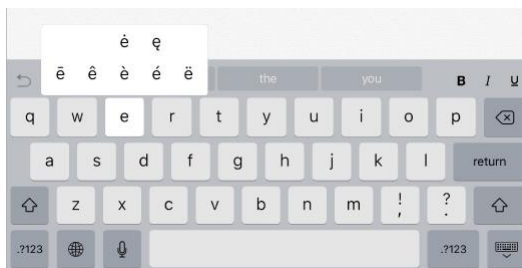 ė ę
ē ê è é ë the you B I U
q w e r t y u i o p
a s d f g h j k l return
z x c v b n m ! , ? .
.?123 .?123